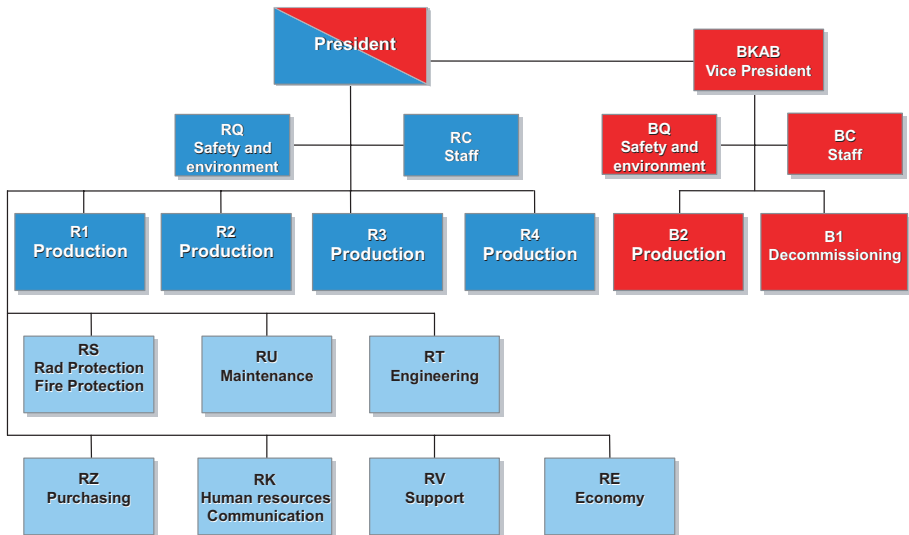 President
BKAB
Vice President
RQ
Safety and
environment
RC
Staff
BQ
Safety and
environment
BC
Staff
R1
Production
R2
Production
R3
Production
R4
Production
B2
Production
B1
Decommissioning
RS
Rad Protection
Fire Protection
RU
Maintenance
RT
Engineering
RZ
Purchasing
RK
Human resources
Communication
RV
Support
RE
Economy